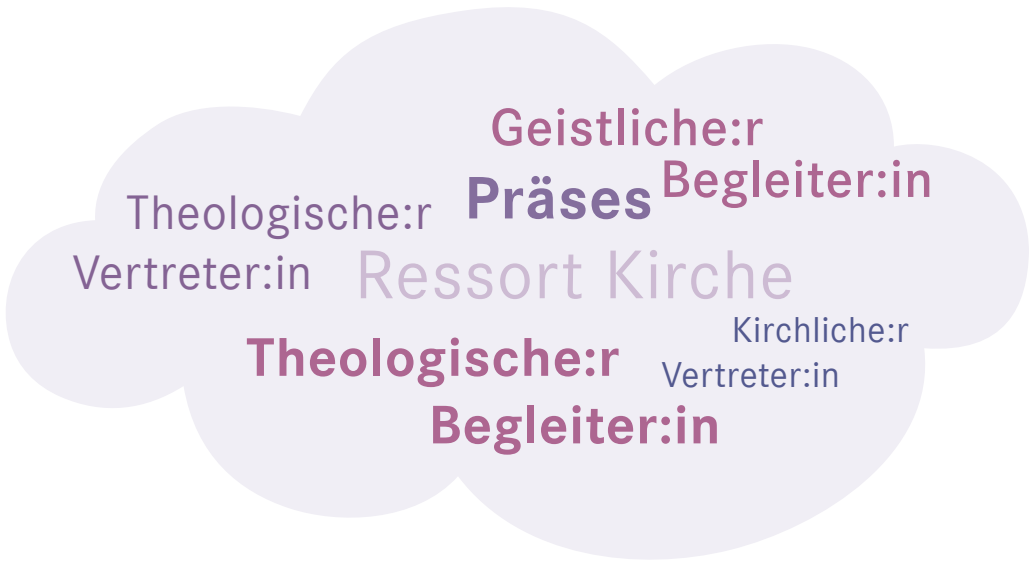 Geistliche:r
Begleiter:in
Präses
Theologische:r
Vertreter:in
Ressort Kirche
Kirchliche:r
Vertreter:in
Theologische:r
Begleiter:in